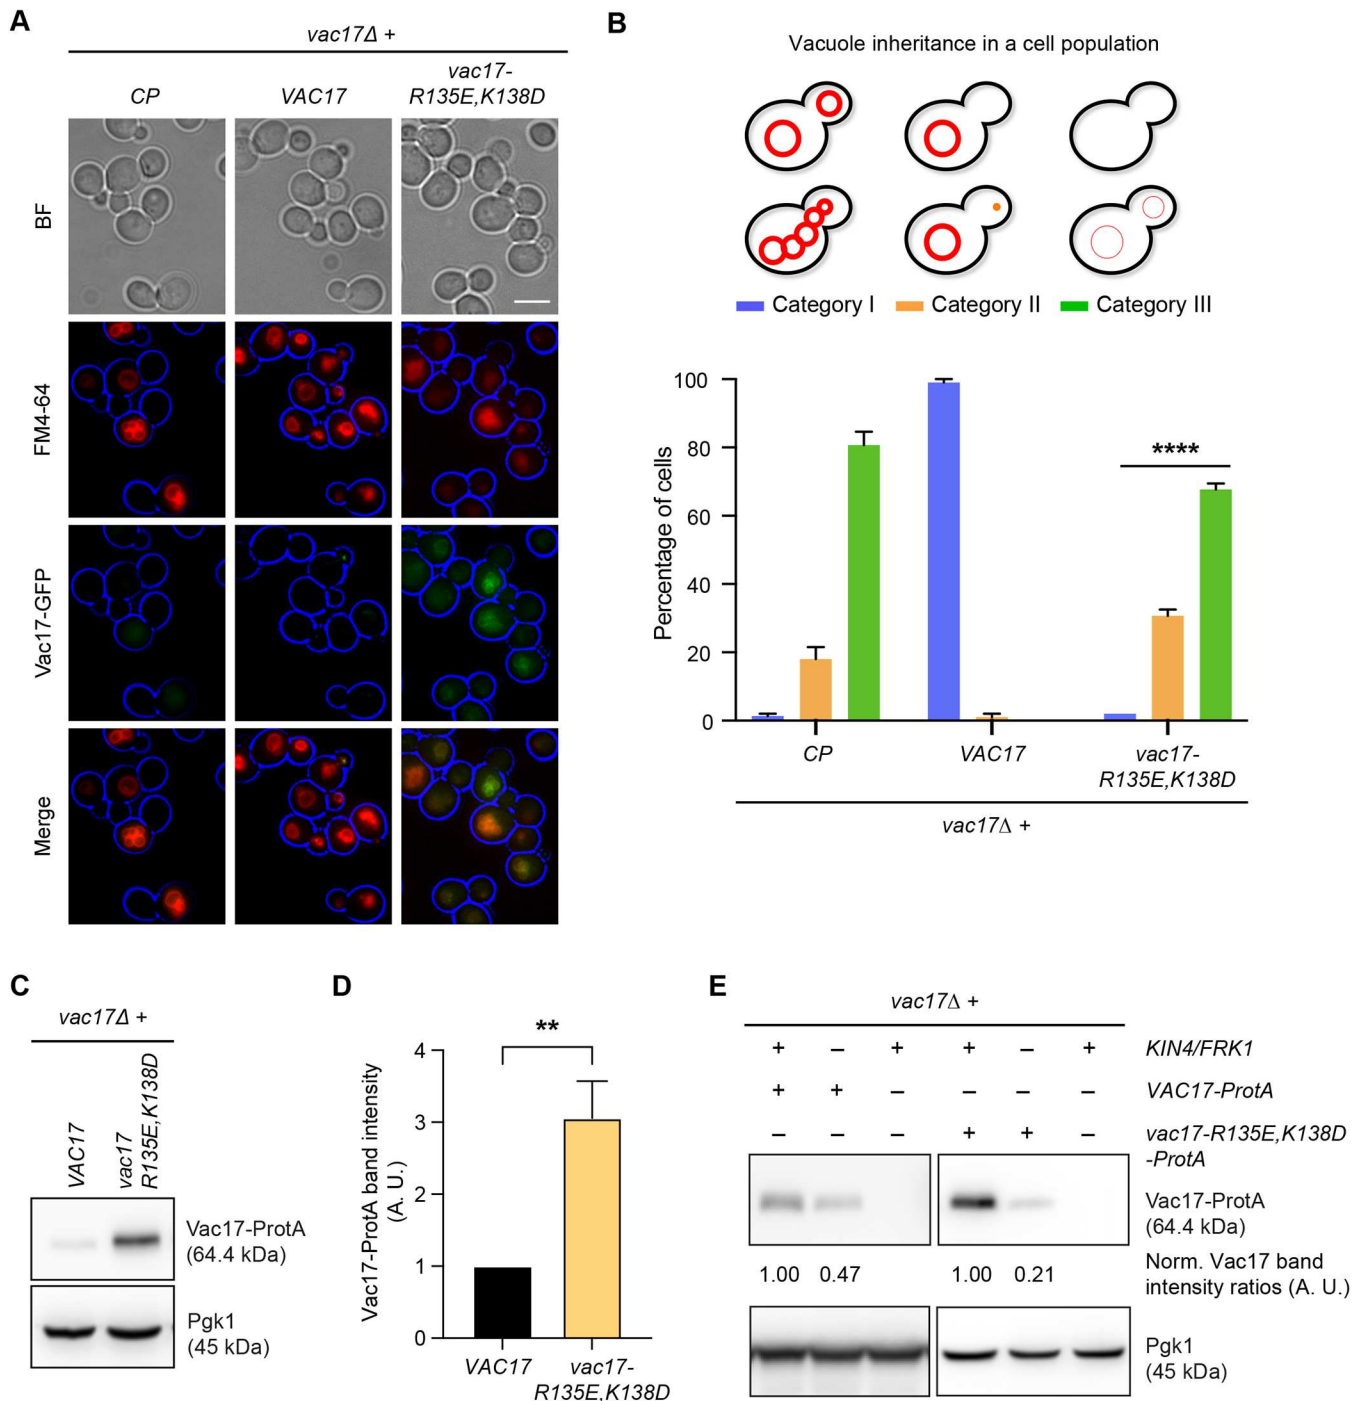 A
vac17Δ +
CP
VAC17
vac17-
R135E,K138D
BF
FM4-64
Vac17-GFP
Merge
B
Vacuole inheritance in a cell population
Category I
Category II
Category III
Percentage of cells
100
80
60
40
20
0
****
CP
VAC17
vac17-
R135E,K138D
vac17Δ +
C
vac17Δ +
VAC17
vac17
R135E,K138D
Vac17-ProtA
(64.4 kDa)
Pgk1
(45 kDa)
D
Vac17-ProtA band intensity
(A. U.)
4
3
2
1
0
**
VAC17
vac17-
R135E,K138D
E
vac17Δ +
+ – + + – + KIN4/FRK1
+ + – – – – VAC17-ProtA
– – – + + – vac17-R135E,K138D
-ProtA
Vac17-ProtA
(64.4 kDa)
1.00 0.47 1.00 0.21
Norm. Vac17 band
intensity ratios (A. U.)
Pgk1
(45 kDa)